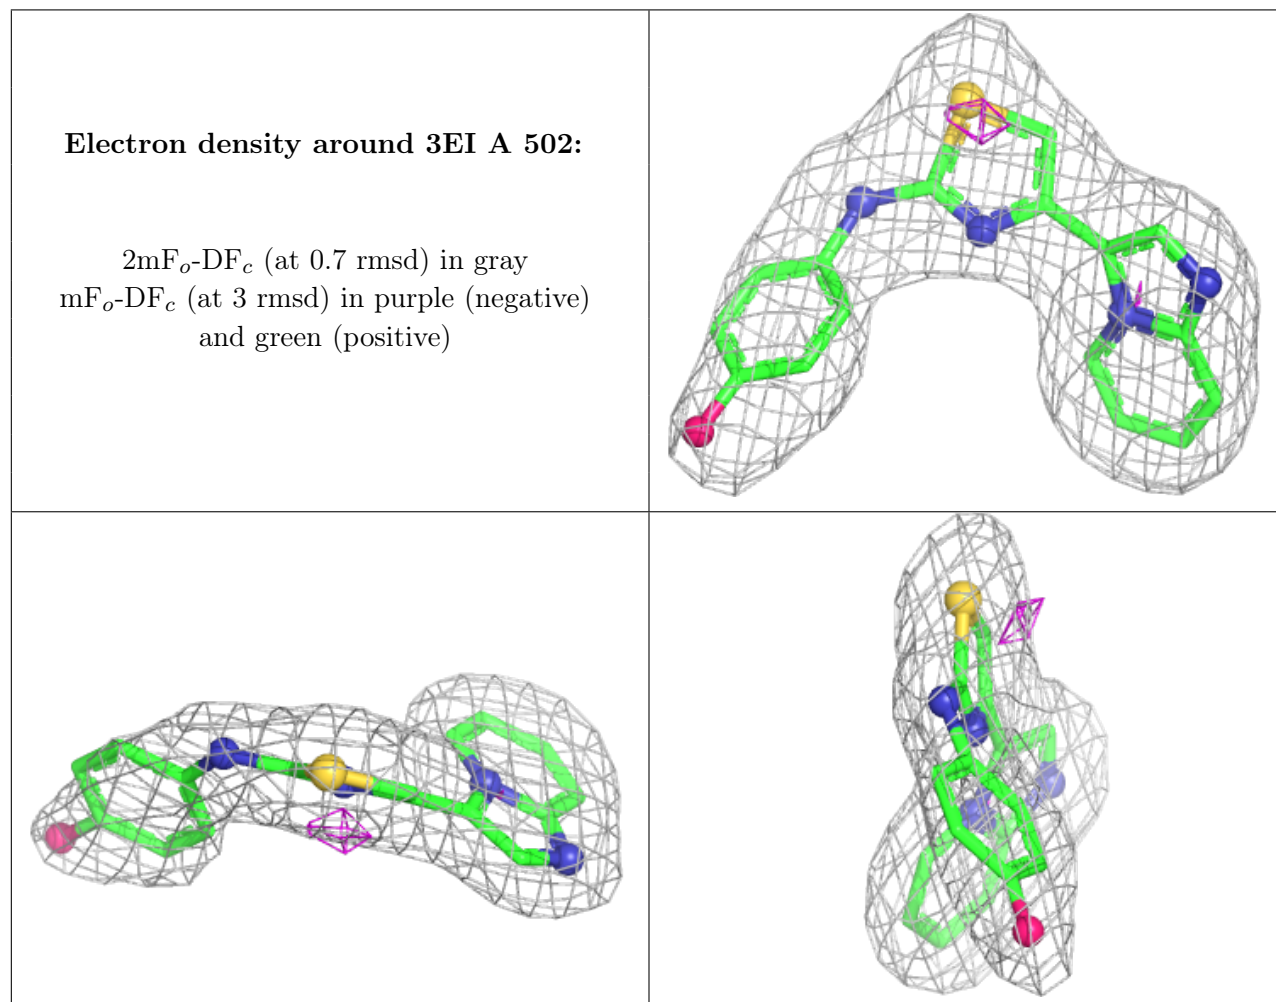 Electron density around 3EI A 502:
2mFo-DFc (at 0.7 rmsd) in gray
mFo-DFc (at 3 rmsd) in purple (negative)
and green (positive)